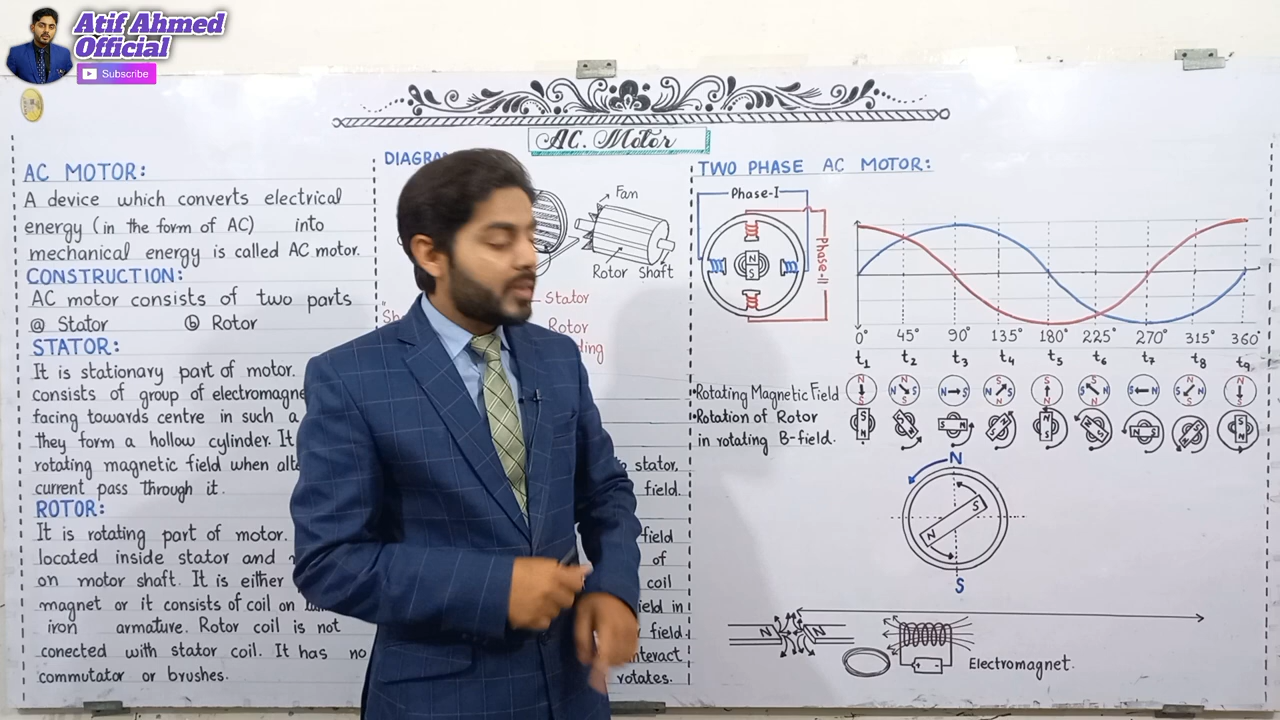 Atif Ahmed
Official
Subscribe
AC. Motor
AC MOTOR:
A device which converts electrical
energy (in the form of AC) into
mechanical energy is called AC motor.
CONSTRUCTION:
AC motor consists of two parts
ⓐ Stator ⓑ Rotor
STATOR:
It is stationary part of motor.
consists of group of electromagne
facing towards centre in such a
they form a hollow cylinder. It
rotating magnetic field when alte
current pass through it.
ROTOR:
It is rotating part of motor.
located inside stator and
on motor shaft. It is either
magnet or it consists of coil on
iron armature. Rotor coil is not
conected with stator coil. It has no
commutator or brushes.
DIAGRA
Fan
Rotor shaft
Stator
Rotor
stator.
field.
field
of
coil
ield in
field.
interact
rotates.
TWO PHASE AC MOTOR:
Phase-I
Phase-II
N
S
0° 45° 90° 135° 180° 225° 270° 315° 360°
t₁ t₂ t₃ t₄ t₅ t₆ t₇ t₈ t₉
Rotating Magnetic Field
Rotation of Rotor
in rotating B-field.
N
S
N
S
N
N
Electromagnet.